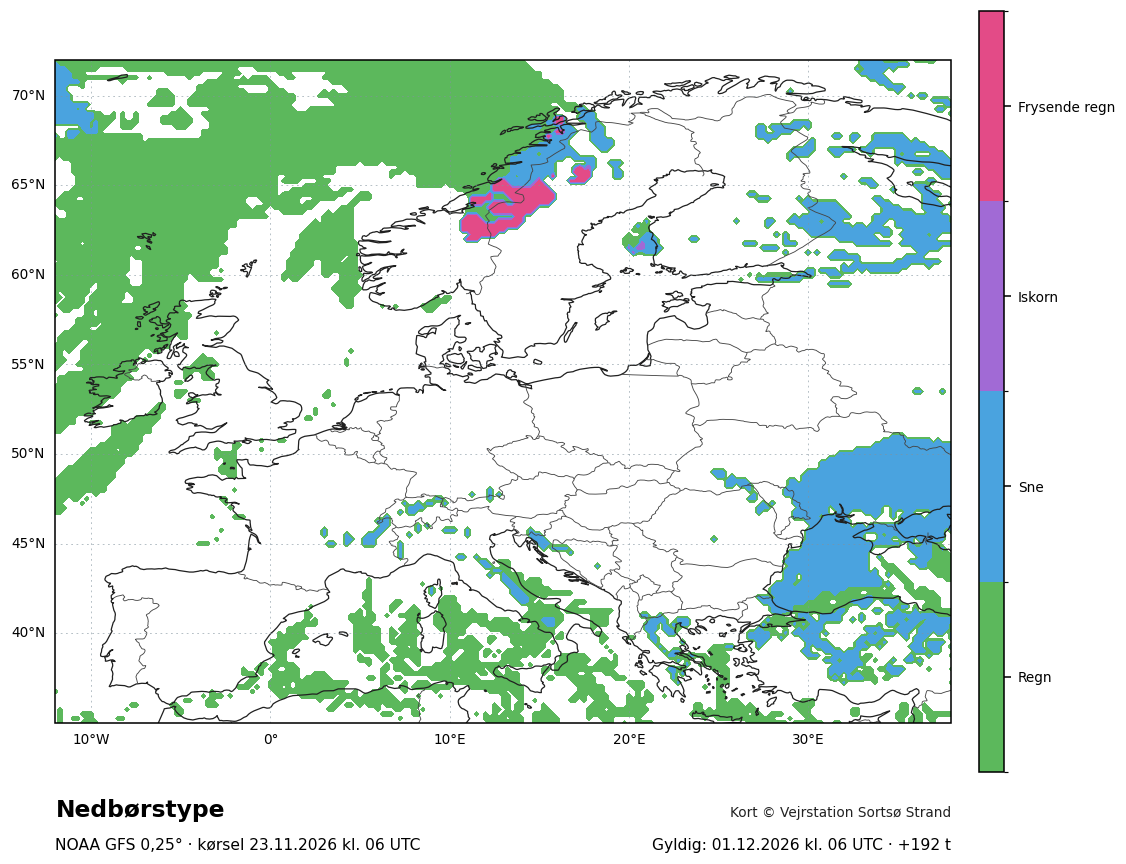 70°N
65°N
60°N
55°N
50°N
45°N
40°N
10°W
0°
10°E
20°E
30°E
Frysende regn
Iskorn
Sne
Regn
Nedbørstype
Kort © Vejrstation Sortsø Strand
NOAA GFS 0,25° · kørsel 23.11.2026 kl. 06 UTC
Gyldig: 01.12.2026 kl. 06 UTC · +192 t